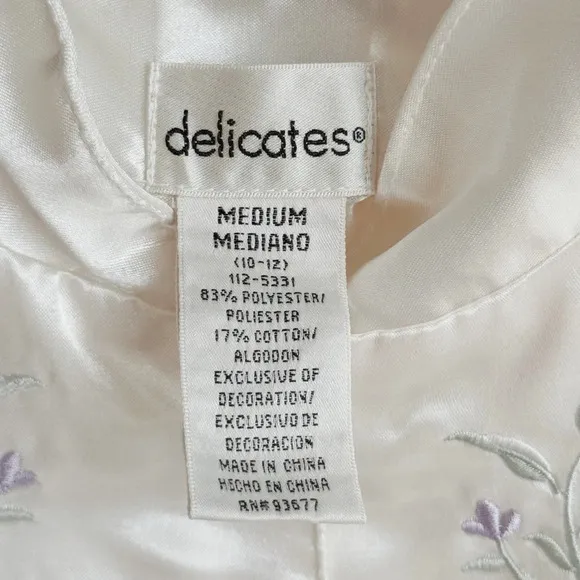 delicates®
MEDIUM
MEDIANO
(10-12)
112-5331
83% POLYESTER/
POLIESTER
17% COTTON/
ALGODON
EXCLUSIVE OF
DECORATION/
EXCLUSIVO DE
DECORACION
MADE IN CHINA
HECHO EN CHINA
RN# 93677